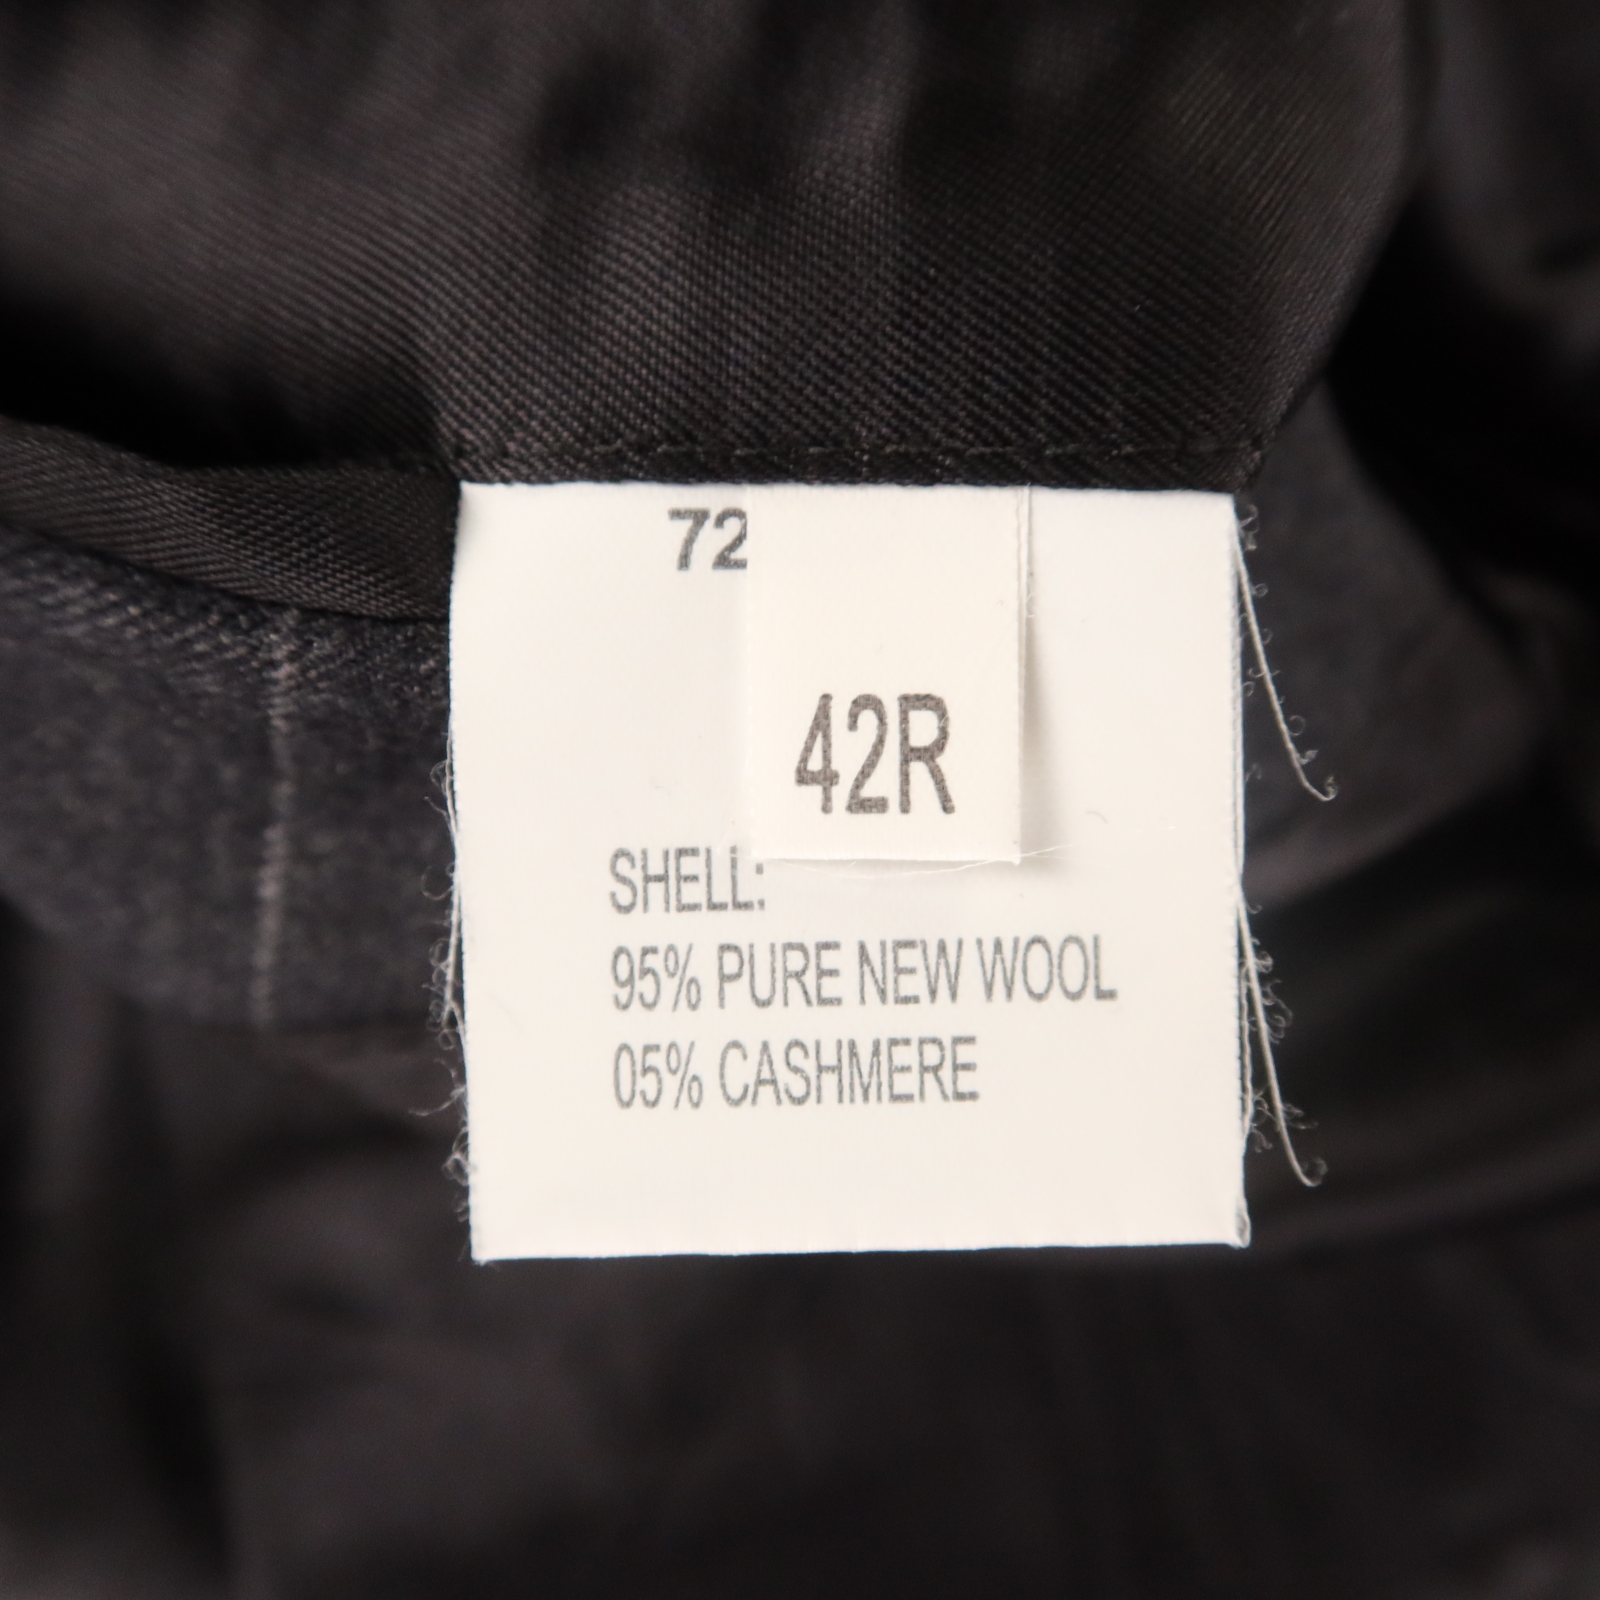 72
42R
SHELL:
95% PURE NEW WOOL
05% CASHMERE